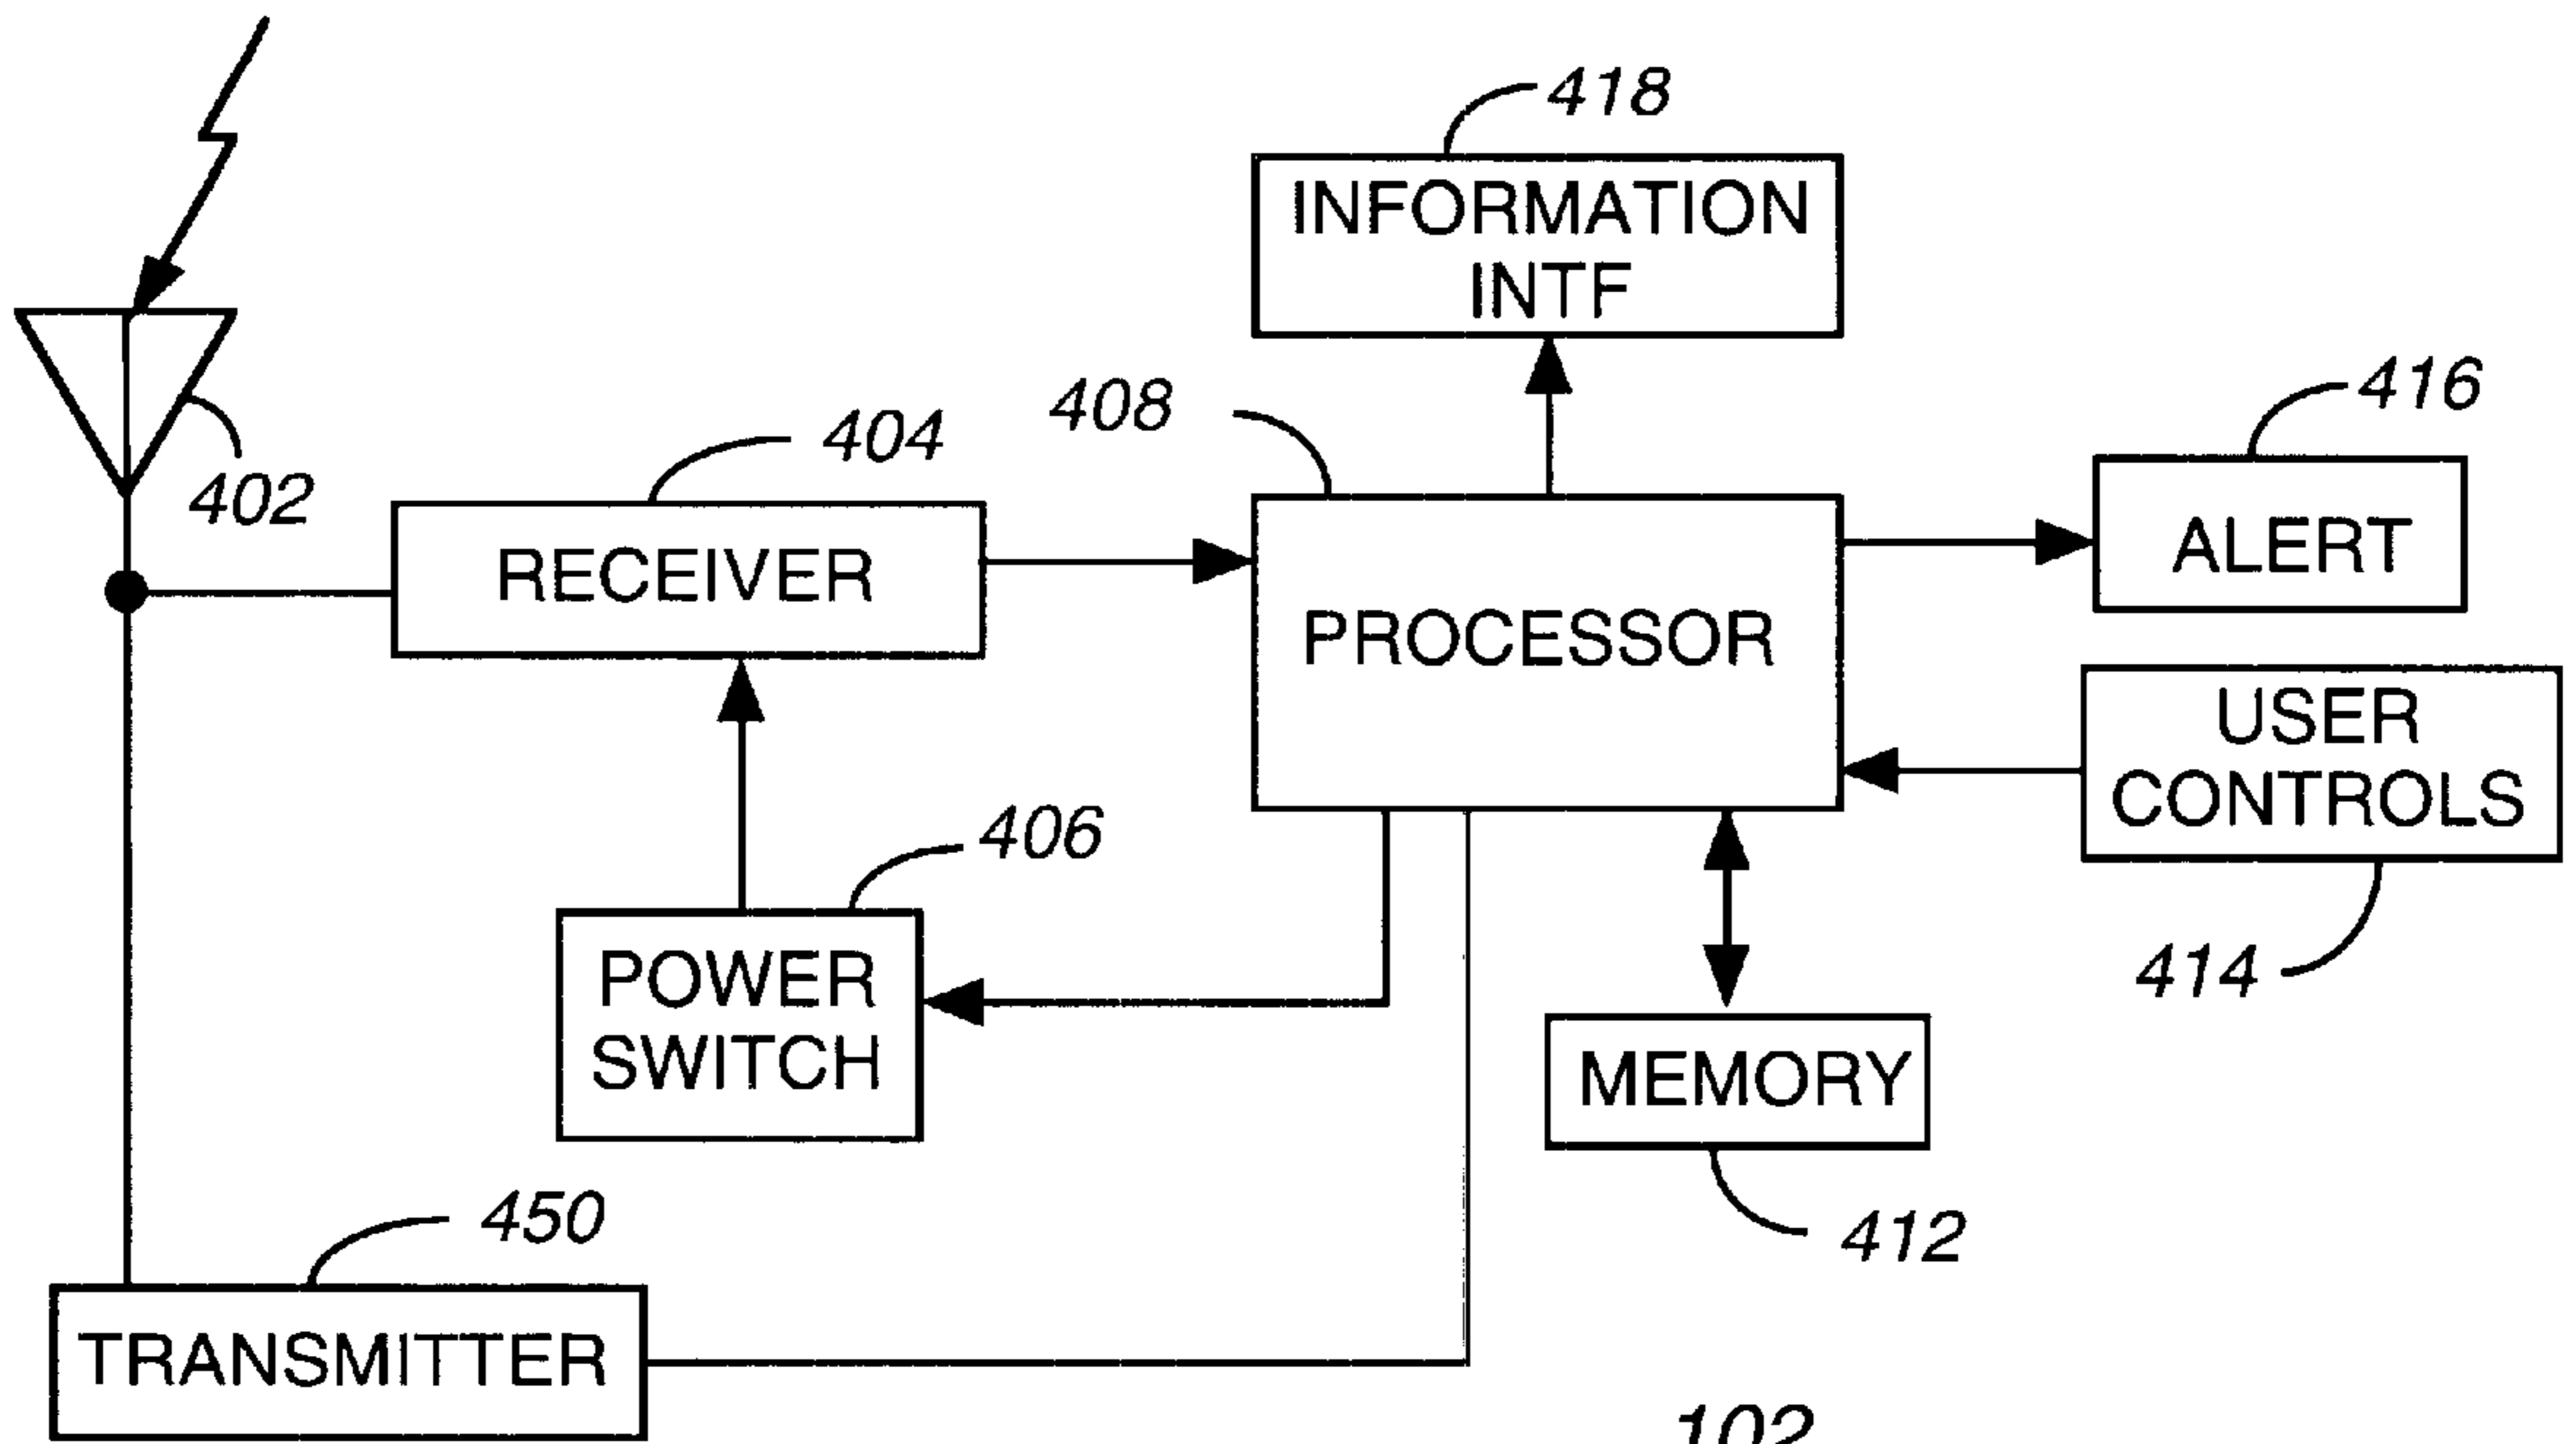 418
INFORMATION
INTF
416
408
404
402
RECEIVER
ALERT
PROCESSOR
USER
CONTROLS
406
POWER
SWITCH
414
MEMORY
450
412
TRANSMITTER
102